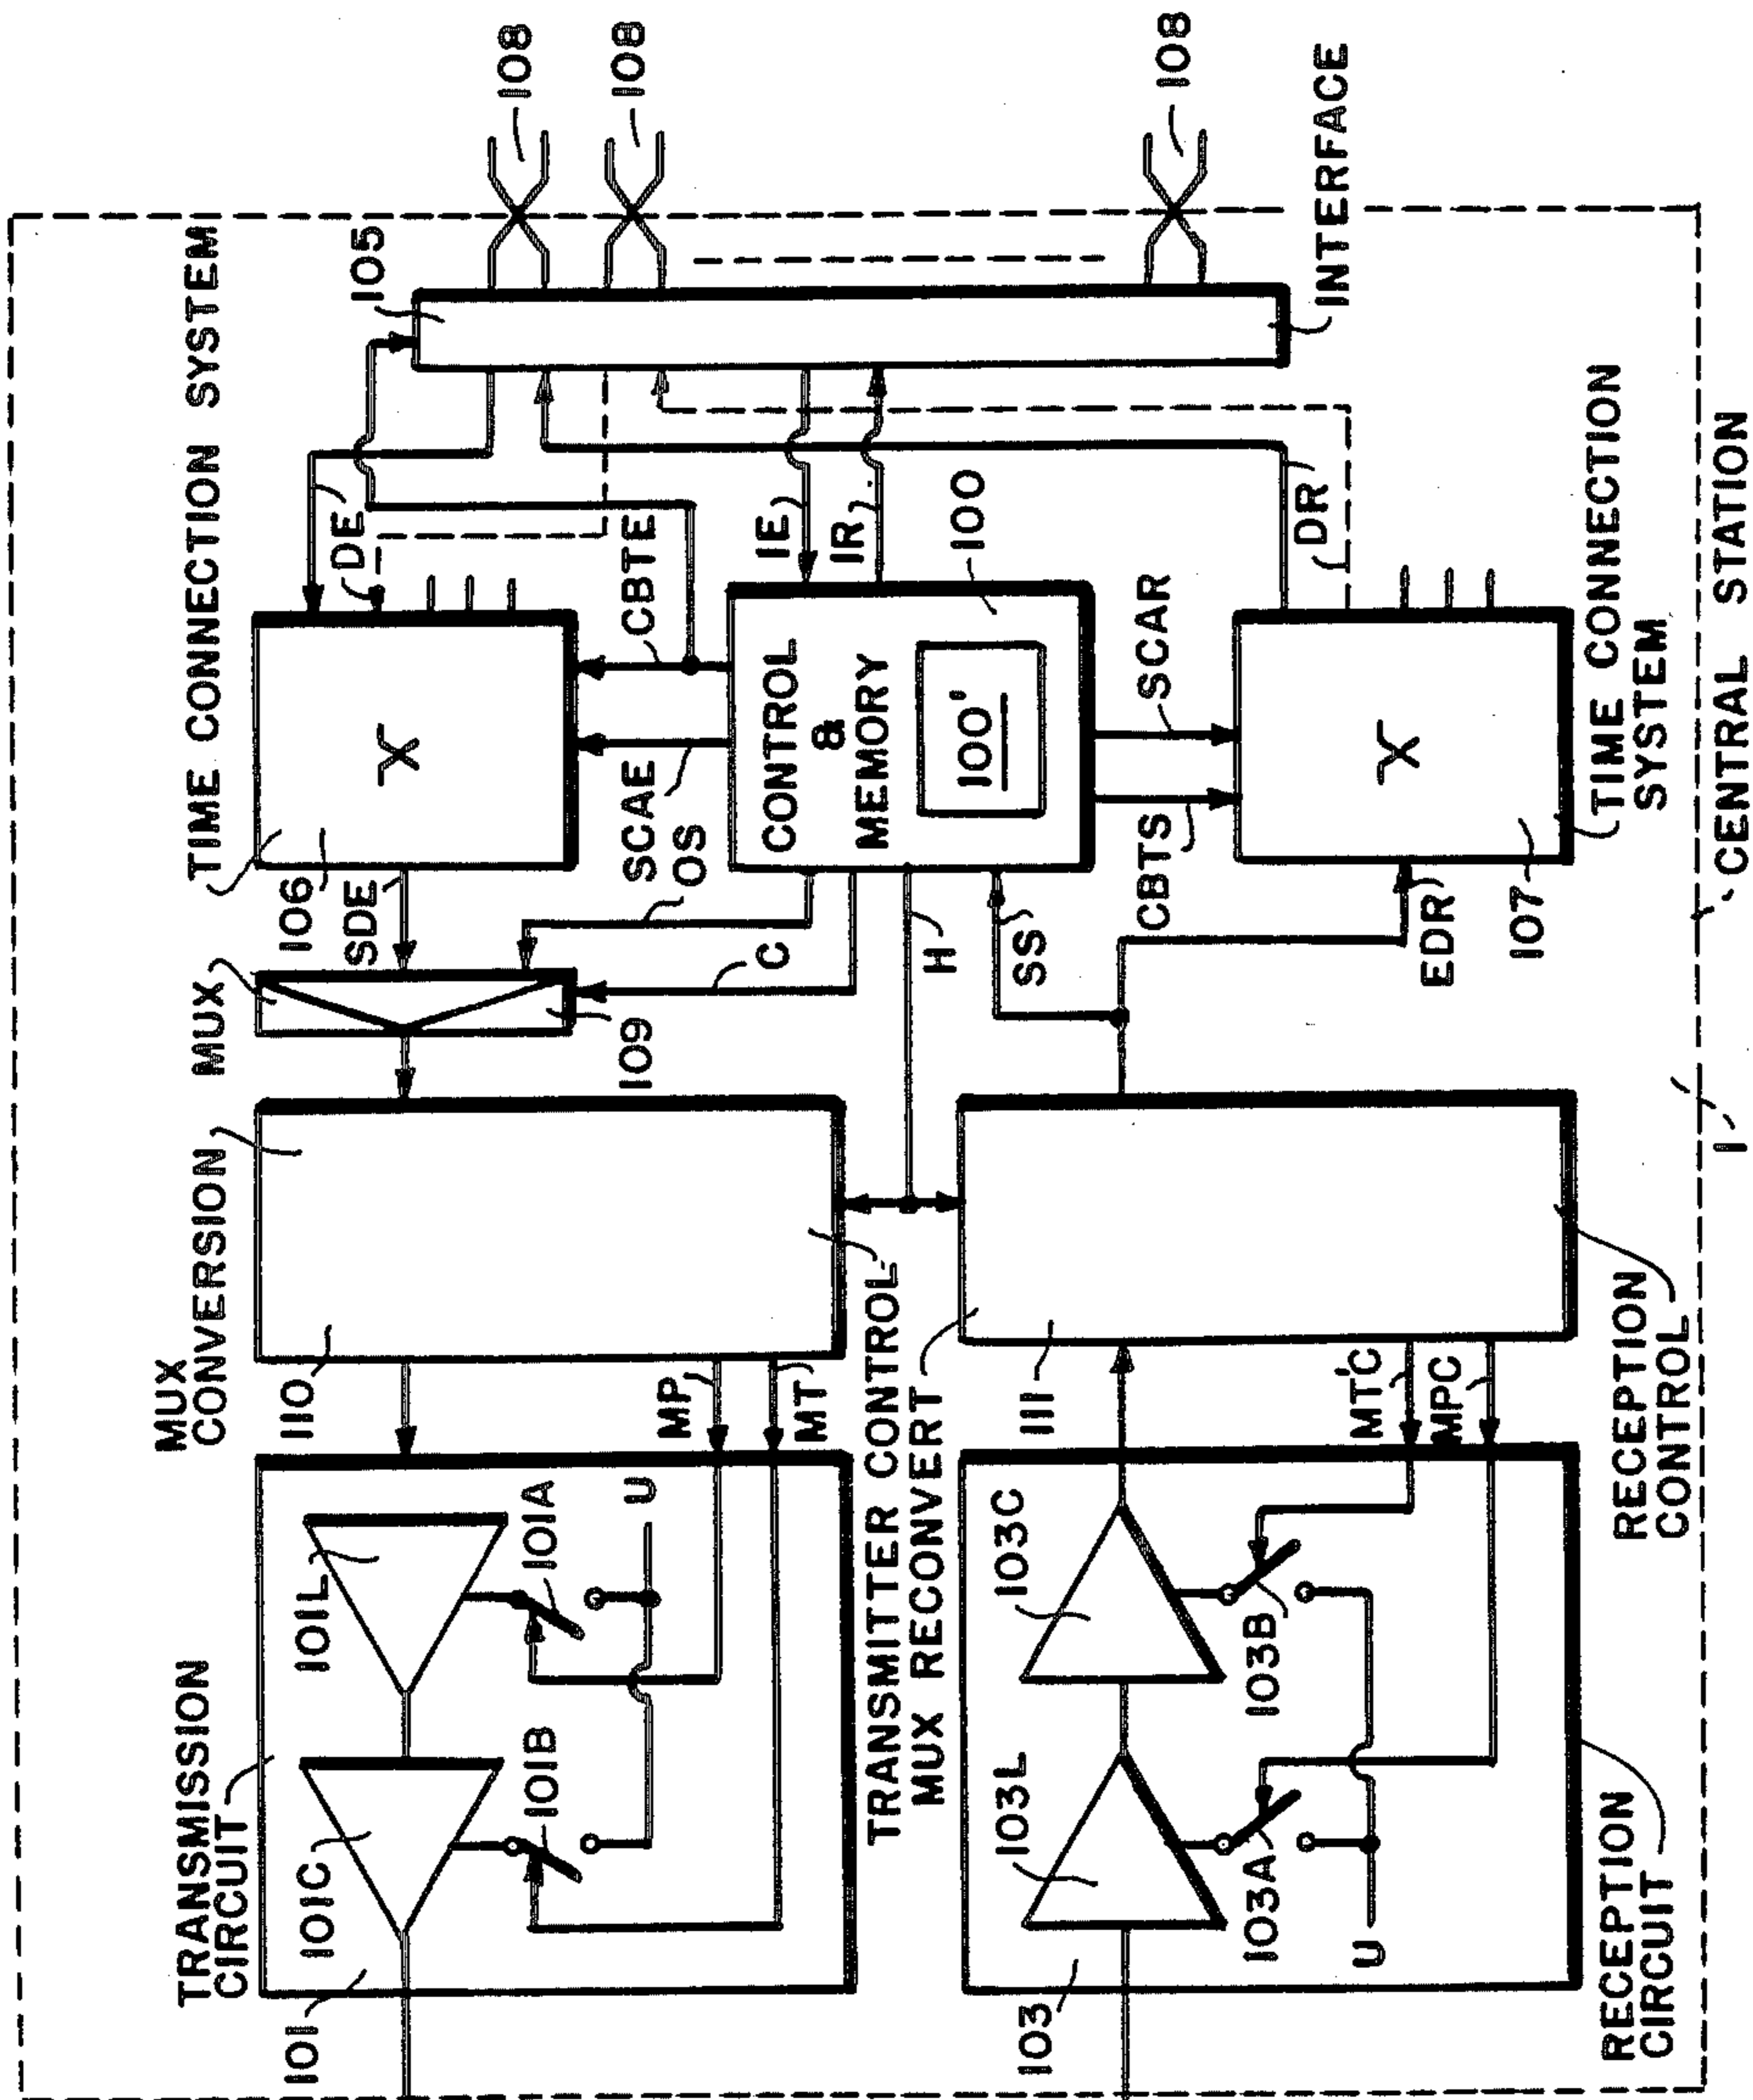 TRANSMISSION
CIRCUIT
101
101C
101L
101B
101A
U
MUX
CONVERSION
110
MP
MT
TRANSMITTER CONTROL
MUX RECONVERT
MUX
109
106
SDE
TIME CONNECTION SYSTEM
DE
105
108
108
108
INTERFACE
SCAE
OS
CBTE
C
H
SS
CONTROL
&
MEMORY
100'
100
IE
IR
CBTS
SCAR
EDR
107
TIME CONNECTION
SYSTEM
DR
CENTRAL STATION
1
103
103L
103C
103A
103B
U
111
MTC
MPC
RECEPTION
CIRCUIT
RECEPTION
CONTROL
X
X